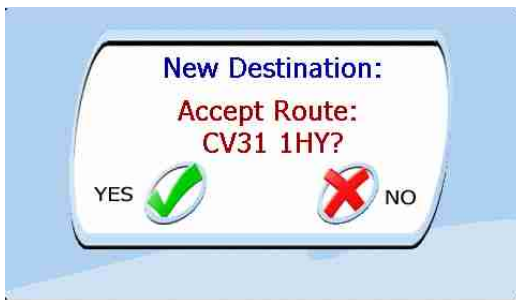 New Destination:
Accept Route:
CV31 1HY?
YES
NO